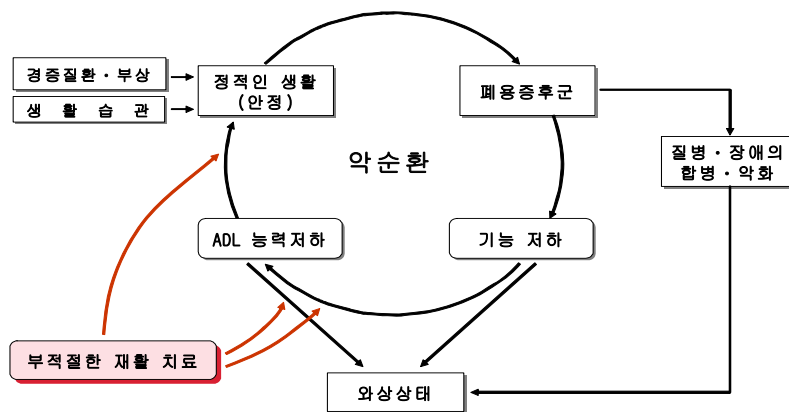 경증질환・부상
생 활 습 관
정적인 생활
(안정)
폐용증후군
질병・장애의
합병・악화
악순환
ADL 능력저하
기능 저하
부적절한 재활 치료
와상상태